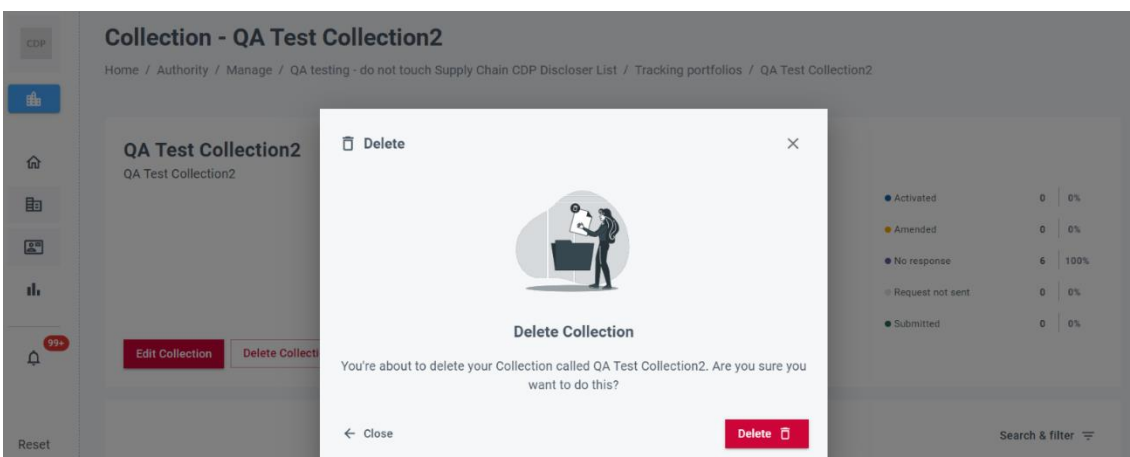 CDP
Collection - QA Test Collection2
Home / Authority / Manage / QA testing - do not touch Supply Chain CDP Discloser List / Tracking portfolios / QA Test Collection2
QA Test Collection2
QA Test Collection2
Delete
Activated 0 0%
Amended 0 0%
No response 6 100%
Request not sent 0 0%
Submitted 0 0%
99+
Edit Collection
Delete Collecti
Delete Collection
You're about to delete your Collection called QA Test Collection2. Are you sure you
want to do this?
Close
Delete
Reset
Search & filter